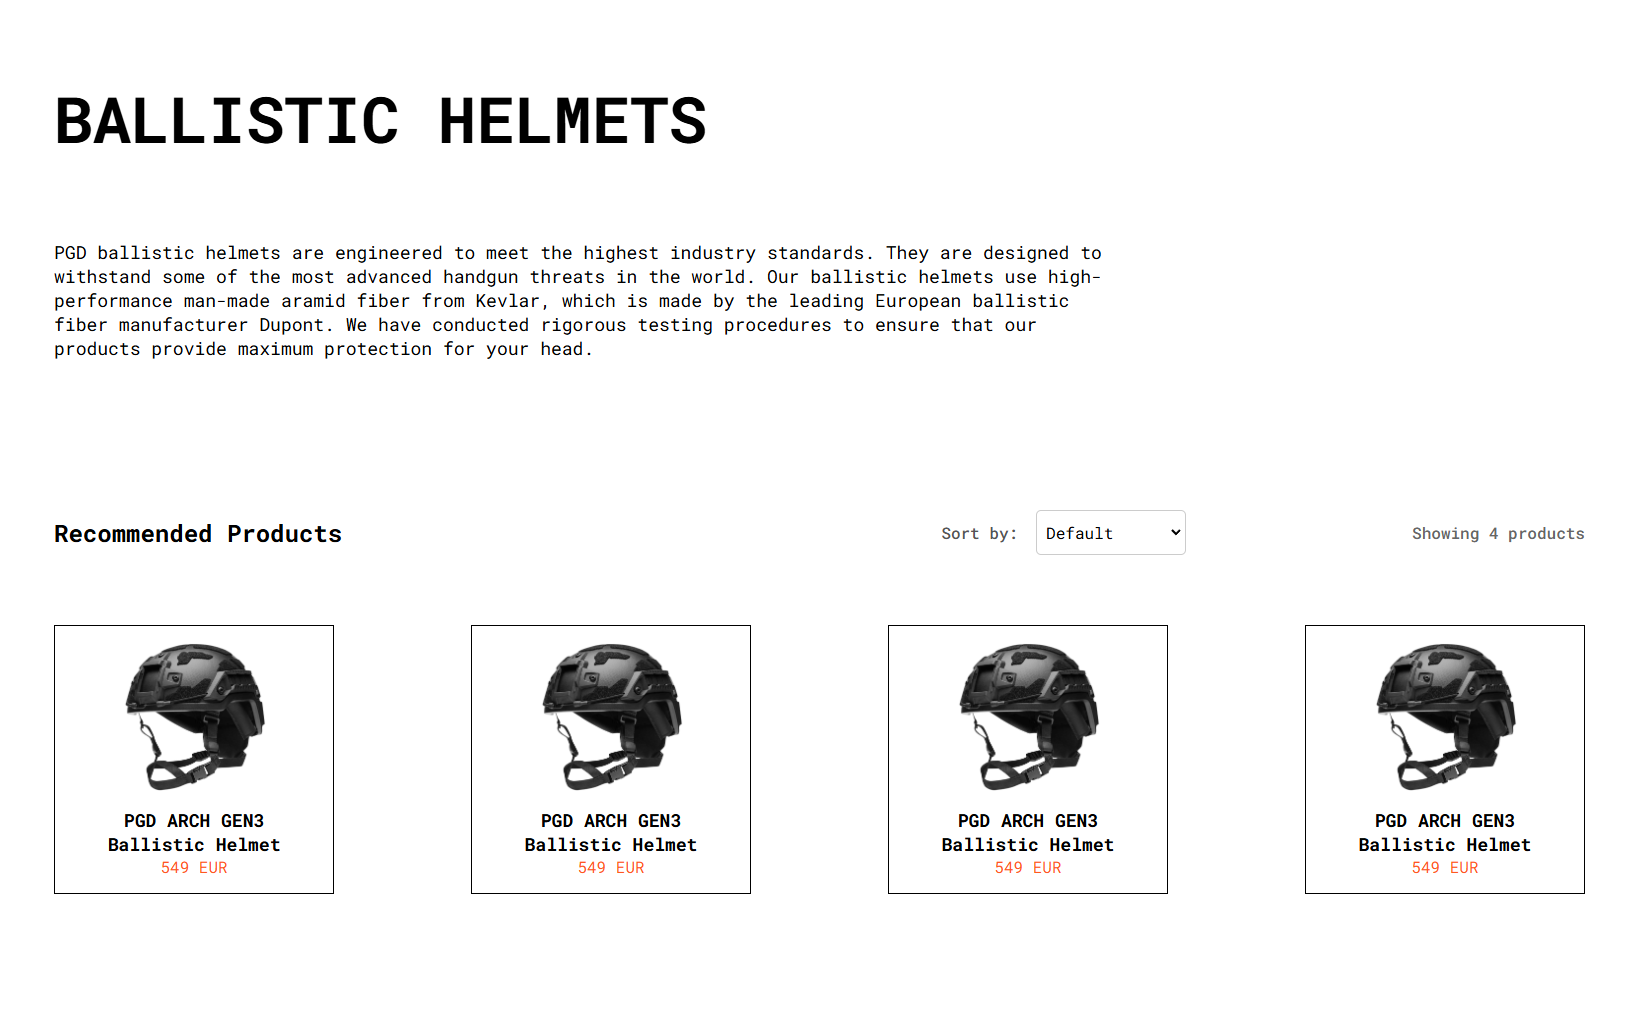 BALLISTIC HELMETS
PGD ballistic helmets are engineered to meet the highest industry standards. They are designed to
withstand some of the most advanced handgun threats in the world. Our ballistic helmets use high-
performance man-made aramid fiber from Kevlar, which is made by the leading European ballistic
fiber manufacturer Dupont. We have conducted rigorous testing procedures to ensure that our
products provide maximum protection for your head.
Recommended Products
Sort by:
Default
Showing 4 products
PGD ARCH GEN3
Ballistic Helmet
549 EUR
PGD ARCH GEN3
Ballistic Helmet
549 EUR
PGD ARCH GEN3
Ballistic Helmet
549 EUR
PGD ARCH GEN3
Ballistic Helmet
549 EUR